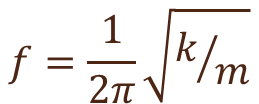 f = 1/2π √k/m